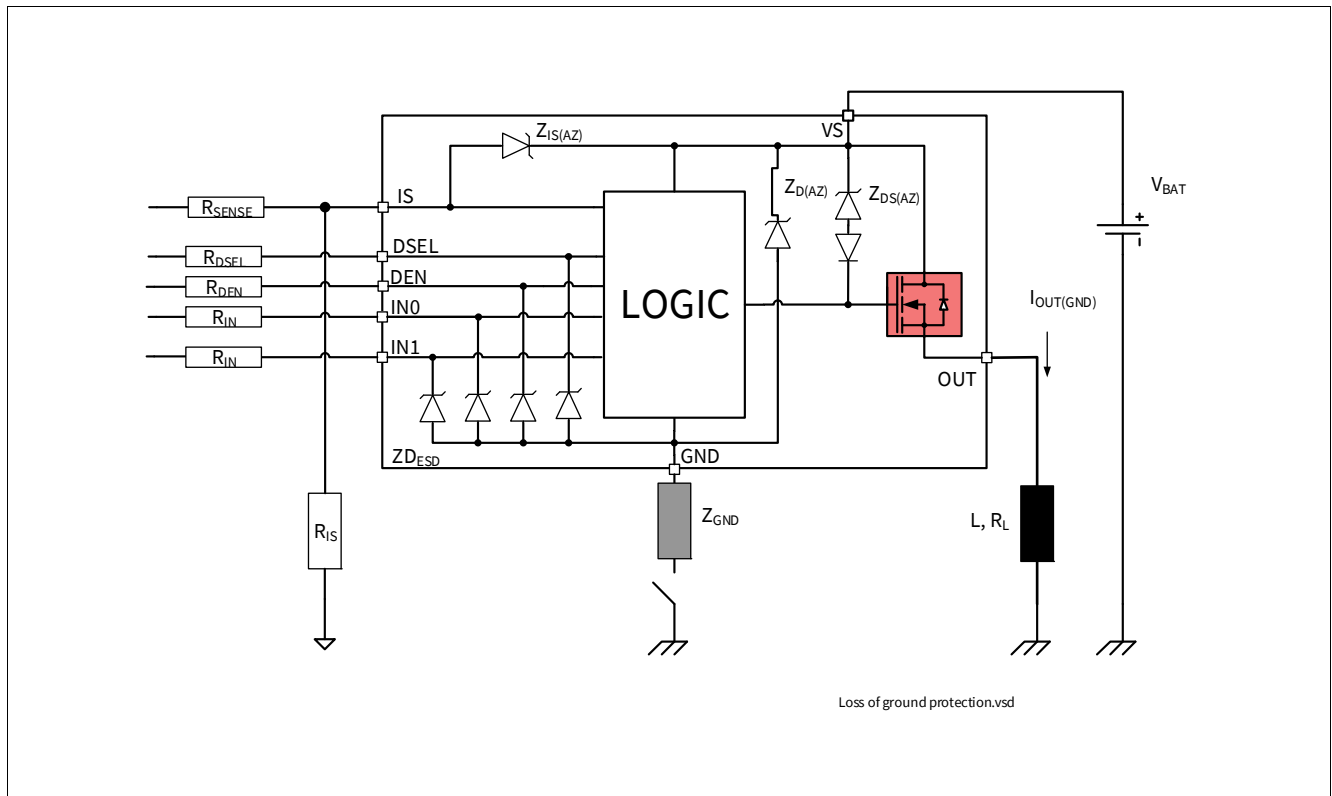 VS
Z_IS(AZ)
Z_D(AZ)
Z_DS(AZ)
V_BAT
+
-
R_SENSE
IS
R_DSEL
DSEL
R_DEN
DEN
R_IN
IN0
R_IN
IN1
LOGIC
I_OUT(GND)
OUT
ZD_ESD
GND
Z_GND
R_IS
L, R_L
Loss of ground protection.vsd